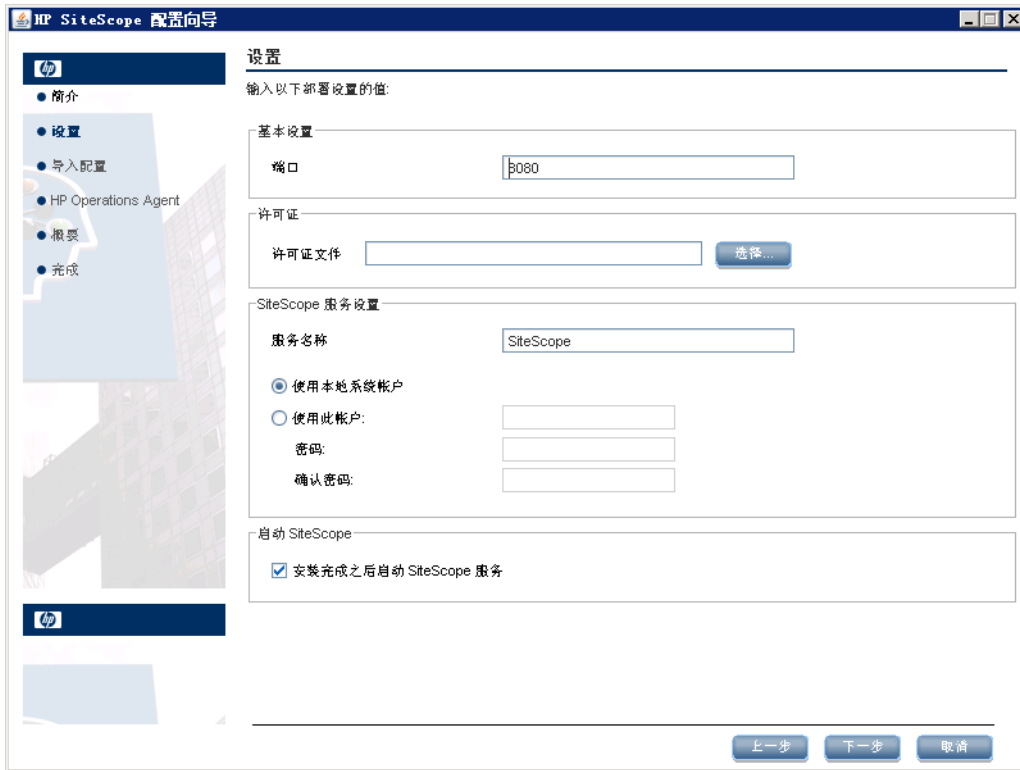 HP SiteScope 配置向导
hp
简介
设置
导入配置
HP Operations Agent
概要
完成
hp
设置
输入以下部署设置的值:
基本设置
端口 8080
许可证
许可证文件 选择...
SiteScope 服务设置
服务名称 SiteScope
使用本地系统帐户
使用此帐户:
密码:
确认密码:
启动 SiteScope
安装完成之后启动 SiteScope 服务
上一步 下一步 取消